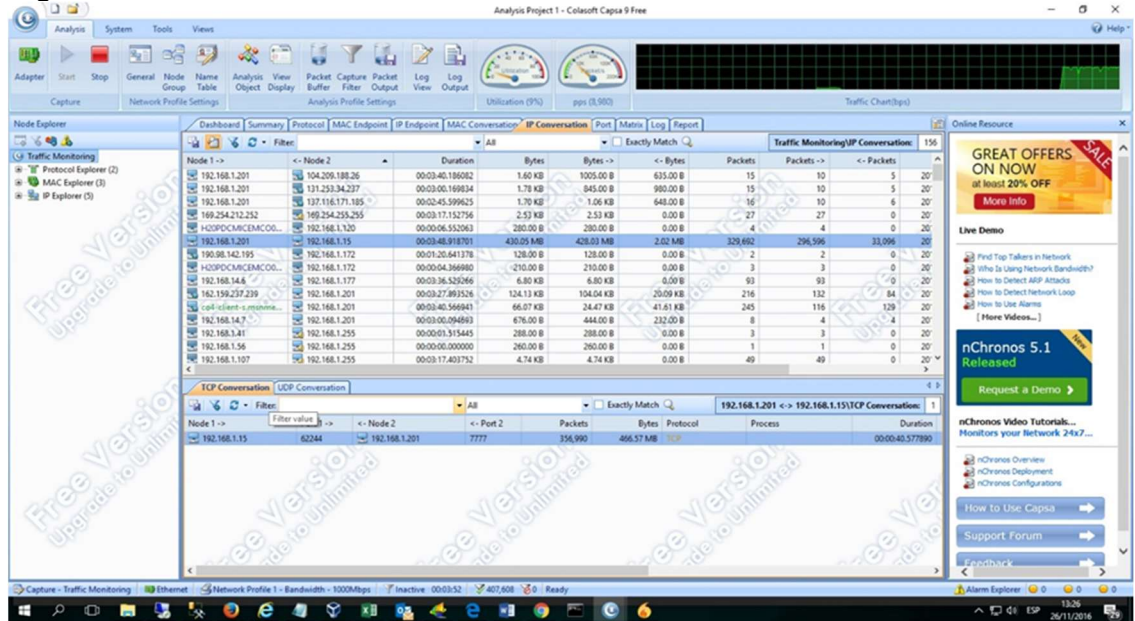 Analysis Project 1 - Colasoft Capsa 9 Free
Analysis System Tools Views Help
Adapter Start Stop General Node Group Name Table Analysis Object View Display Packet Buffer Capture Filter Packet Output Log View Log Output
Capture Network Profile Settings Analysis Profile Settings Utilization (9%) pps (8,980) Traffic Chart(bps)
Node Explorer
Traffic Monitoring
Protocol Explorer (2)
MAC Explorer (3)
IP Explorer (5)
Dashboard Summary Protocol MAC Endpoint IP Endpoint MAC Conversation IP Conversation Port Matrix Log Report
Filter: All Exactly Match Traffic Monitoring\IP Conversation: 156
Node 1 -> <- Node 2 Duration Bytes Bytes -> <- Bytes Packets Packets -> <- Packets
192.168.1.201 104.209.188.26 00:03:40.186082 1.60 KB 1005.00 B 635.00 B 15 10 5 20
192.168.1.201 131.253.34.237 00:03:00.169834 1.78 KB 845.00 B 980.00 B 15 10 5 20
192.168.1.201 137.116.171.185 00:02:45.599625 1.70 KB 1.06 KB 648.00 B 16 10 6 20
169.254.212.252 169.254.255.255 00:03:17.152756 2.53 KB 2.53 KB 0.00 B 27 27 0 20
H20PDCMICEMCO0... 192.168.1.120 00:00:06.552063 280.00 B 280.00 B 0.00 B 4 4 0 20
192.168.1.201 192.168.1.15 00:03:48.918701 430.05 MB 428.03 MB 2.02 MB 329,692 296,596 33,096 20
190.98.142.195 192.168.1.172 00:01:20.641378 128.00 B 128.00 B 0.00 B 2 2 0 20
H20PDCMICEMCO0... 192.168.1.172 00:00:04.366980 210.00 B 210.00 B 0.00 B 3 3 0 20
192.168.14.6 192.168.1.177 00:03:36.529266 6.80 KB 6.80 KB 0.00 B 93 93 0 20
162.159.237.239 192.168.1.201 00:03:27.893526 124.13 KB 104.04 KB 20.09 KB 216 132 84 20
co4-client-s.msnme... 192.168.1.201 00:03:40.566941 66.07 KB 24.47 KB 41.61 KB 245 116 129 20
192.168.14.7 192.168.1.201 00:03:00.094693 676.00 B 444.00 B 232.00 B 8 4 4 20
192.168.1.41 192.168.1.255 00:00:01.515445 288.00 B 288.00 B 0.00 B 3 3 0 20
192.168.1.56 192.168.1.255 00:00:00.000000 260.00 B 260.00 B 0.00 B 1 1 0 20
192.168.1.107 192.168.1.255 00:03:17.403752 4.74 KB 4.74 KB 0.00 B 49 49 0 20
TCP Conversation UDP Conversation
Filter: All Exactly Match 192.168.1.201 <-> 192.168.1.15\TCP Conversation: 1
Filter value
Node 1 -> -> <- Node 2 <- Port 2 Packets Bytes Protocol Process Duration
192.168.1.15 62244 192.168.1.201 7777 356,990 466.57 MB TCP 00:00:40.577890
Free Version
Upgrade to Unlimited
Online Resource
GREAT OFFERS
ON NOW
at least 20% OFF
SALE
More Info
Live Demo
Find Top Talkers in Network
Who Is Using Network Bandwidth?
How to Detect ARP Attacks
How to Detect Network Loop
How to Use Alarms
[ More Videos... ]
nChronos 5.1
Released
New
Request a Demo
nChronos Video Tutorials...
Monitors your Network 24x7...
nChronos Overview
nChronos Deployment
nChronos Configurations
How to Use Capsa
Support Forum
Feedback
Capture - Traffic Monitoring Ethernet Network Profile 1 - Bandwidth - 1000Mbps Inactive 00:03:52 407,608 0 Ready Alarm Explorer 0 0 0
ESP 13:26
26/11/2016